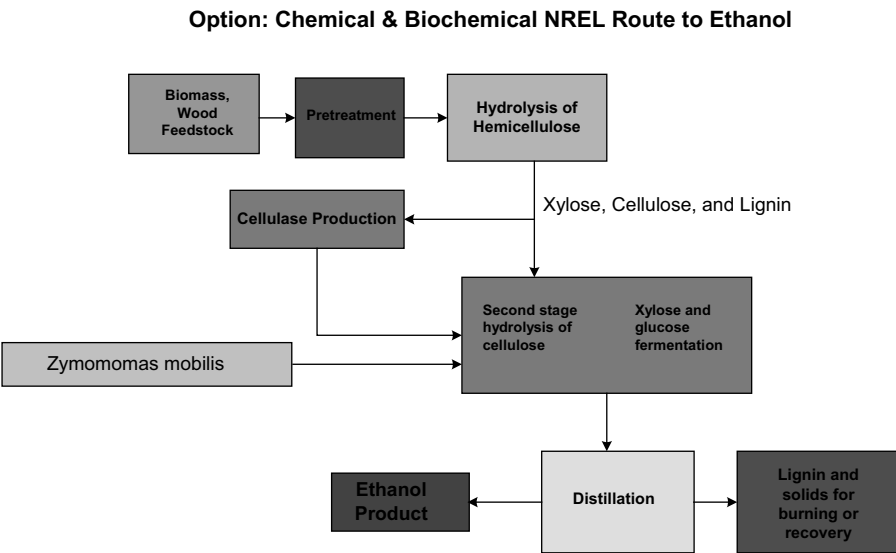 Option: Chemical & Biochemical NREL Route to Ethanol
Biomass,
Wood
Feedstock
Pretreatment
Hydrolysis of
Hemicellulose
Xylose, Cellulose, and Lignin
Cellulase Production
Second stage
hydrolysis of
cellulose
Xylose and
glucose
fermentation
Zymomomas mobilis
Ethanol
Product
Distillation
Lignin and
solids for
burning or
recovery